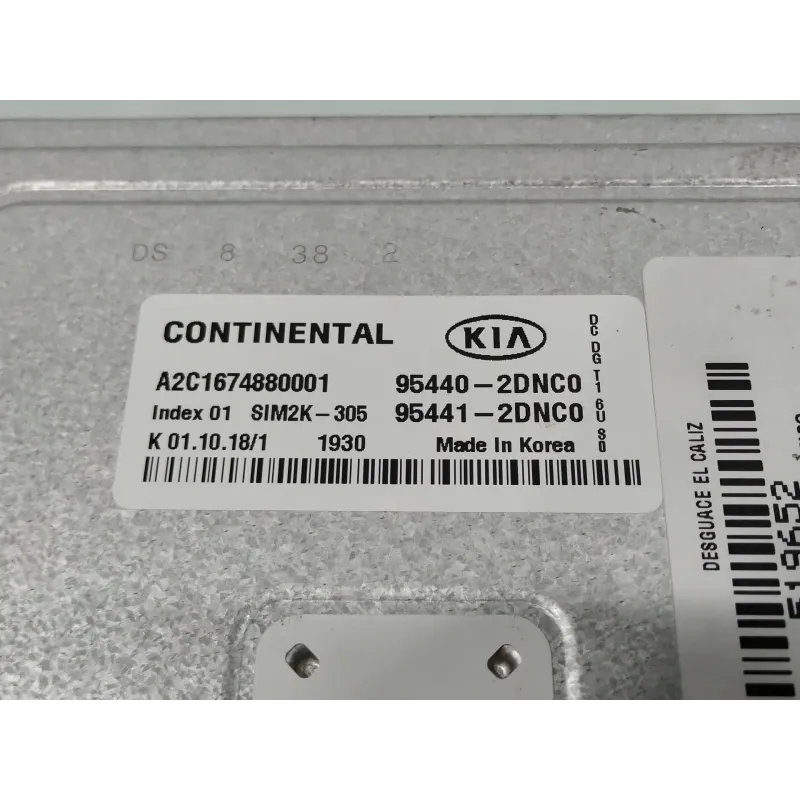 DS 8 38 2
CONTINENTAL KIA
A2C1674880001 95440-2DNC0
Index 01 SIM2K-305 95441-2DNC0
K 01.10.18/1 1930 Made In Korea
DC DG T1 6U S0
DESGUACE EL CALIZ
519652